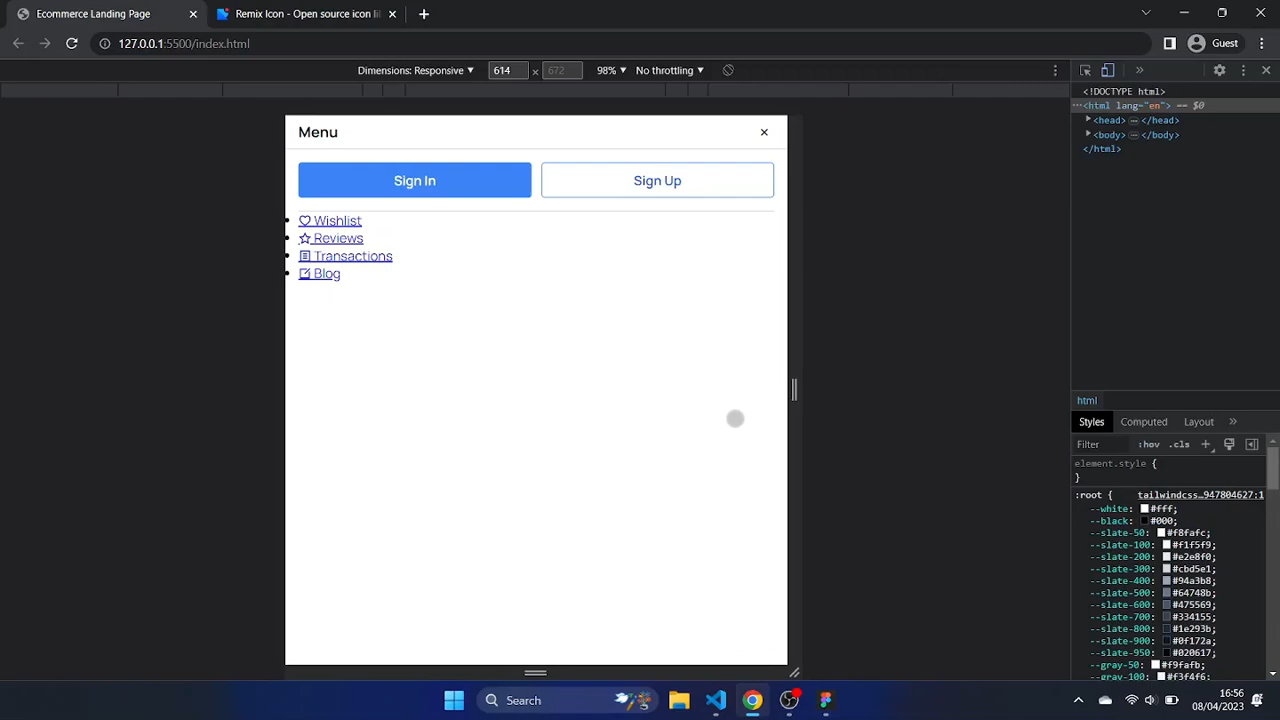 Ecommerce Landing Page
Remix Icon - Open source icon li
127.0.0.1:5500/index.html
Guest
Dimensions: Responsive
614 x 672
98%
No throttling
Menu
Sign In
Sign Up
Wishlist
Reviews
Transactions
Blog
<!DOCTYPE html>
<html lang="en"> == $0
<head> </head>
<body> </body>
</html>
html
Styles
Computed
Layout
Filter
:hov
.cls
element.style {
}
:root {
tailwindcss…947804627:1
--white: #fff;
--black: #000;
--slate-50: #f8fafc;
--slate-100: #f1f5f9;
--slate-200: #e2e8f0;
--slate-300: #cbd5e1;
--slate-400: #94a3b8;
--slate-500: #64748b;
--slate-600: #475569;
--slate-700: #334155;
--slate-800: #1e293b;
--slate-900: #0f172a;
--slate-950: #020617;
--gray-50: #f9fafb;
--gray-100: #f3f4f6;
Search
16:56
08/04/2023